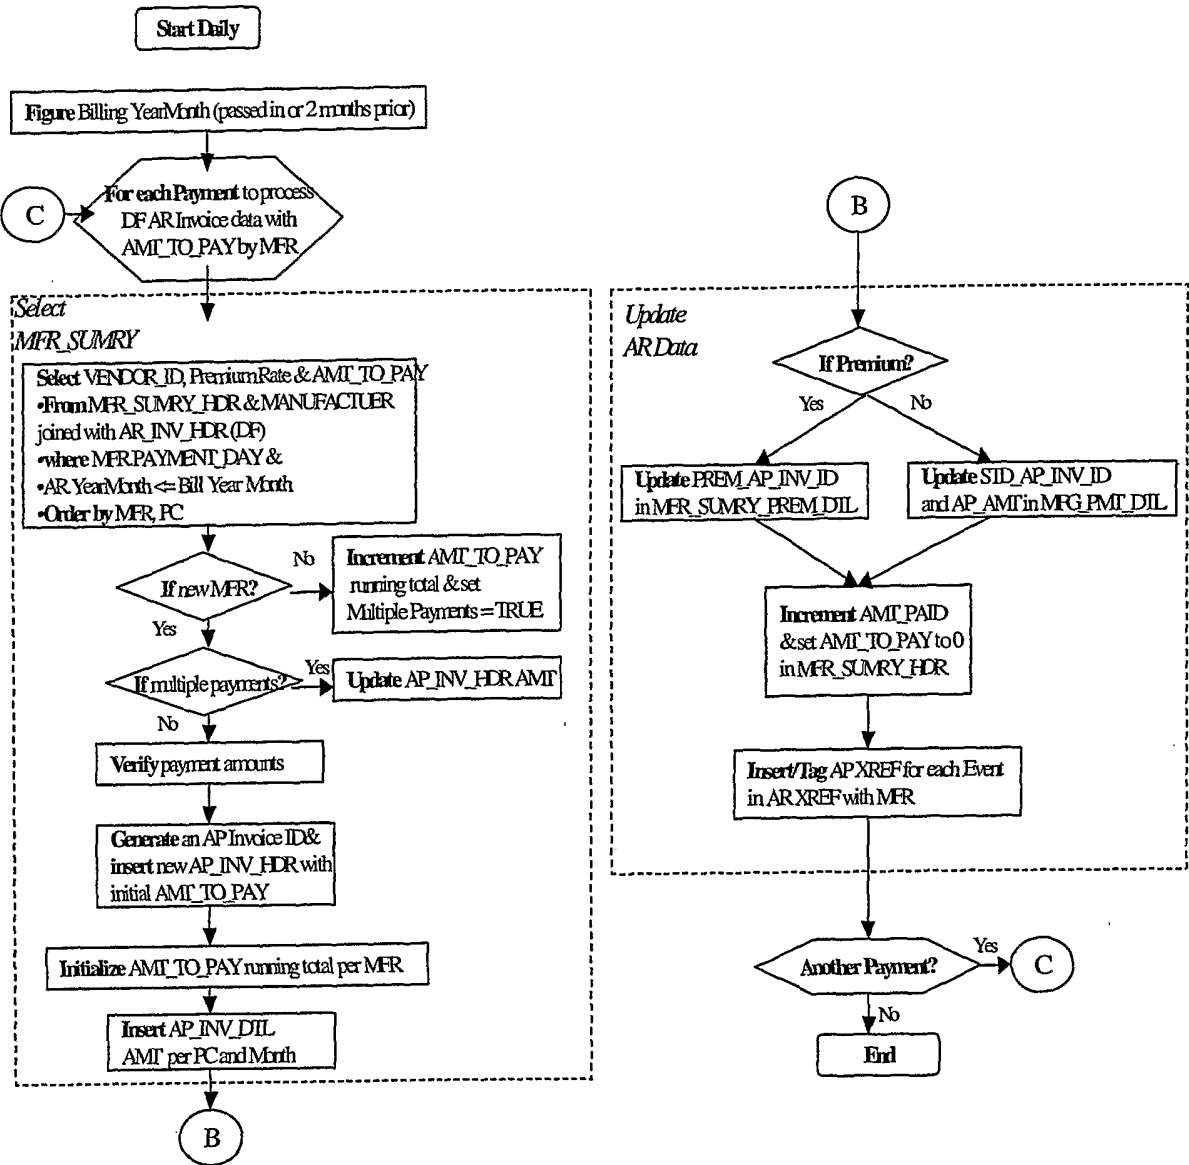 Start Daily
Figure Billing YearMonth (passed in or 2 months prior)
C
For each Payment to process
DF AR Invoice data with
AMT_TO_PAY by MFR
Select
MFR_SUMRY
Select VENDOR_ID, Premium Rate & AMT_TO_PAY
•From MFR_SUMRY_HDR & MANUFACTUER
joined with AR_INV_HDR (DF)
•where MFR.PAYMENT_DAY &
•AR YearMonth <= Bill Year Month
•Order by MFR, PC
If new MFR?
No
Increment AMT_TO_PAY
running total & set
Multiple Payments = TRUE
Yes
If multiple payments?
Yes
Update AP_INV_HDR AMT
No
Verify payment amounts
Generate an AP Invoice ID &
insert new AP_INV_HDR with
initial AMT_TO_PAY
Initialize AMT_TO_PAY running total per MFR
Insert AP_INV_DTL
AMT per PC and Month
B
B
Update
AR Data
If Premium?
Yes
No
Update PREM_AP_INV_ID
in MFR_SUMRY_PREM_DTL
Update STD_AP_INV_ID
and AP_AMT in MFG_PMT_DTL
Increment AMT_PAID
& set AMT_TO_PAY to 0
in MFR_SUMRY_HDR
Insert/Tag AP XREF for each Event
in AR XREF with MFR
Another Payment?
Yes
C
No
End